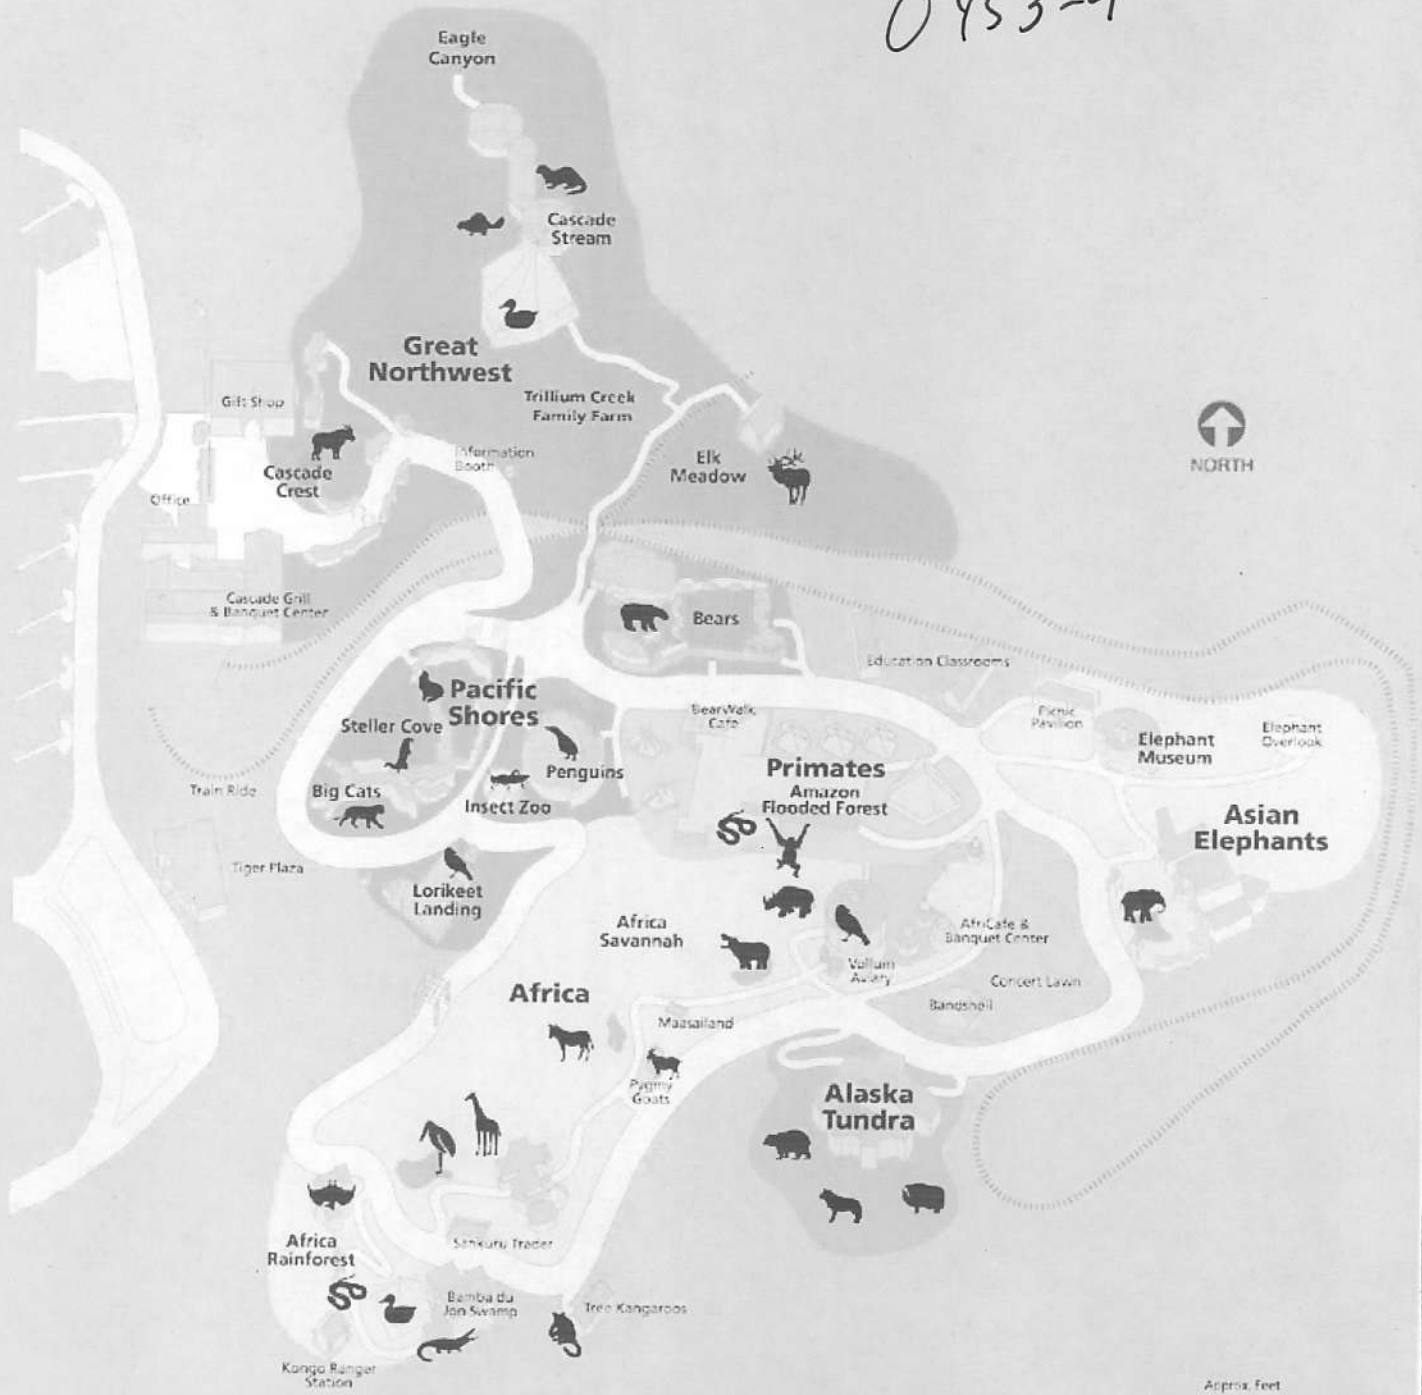 Eagle
Canyon
Cascade
Stream
Great
Northwest
Trillium Creek
Family Farm
Gift Shop
Information
Booth
Elk
Meadow
NORTH
Cascade
Crest
Office
Cascade Grill
& Banquet Center
Bears
Education Classrooms
Pacific
Shores
Steller Cove
BearWalk
Cafe
Picnic
Pavilion
Elephant
Museum
Elephant
Overlook
Penguins
Primates
Amazon
Flooded Forest
Train Ride
Big Cats
Insect Zoo
Asian
Elephants
Tiger Plaza
Lorikeet
Landing
Africa
Savannah
AfriCafe &
Banquet Center
Vollum
Aviary
Concert Lawn
Africa
Bandshell
Maasailand
Pygmy
Goats
Alaska
Tundra
Africa
Rainforest
Sankuru Trader
Bamba du
Jon Swamp
Tree Kangaroos
Kongo Ranger
Station
Approx. Feet